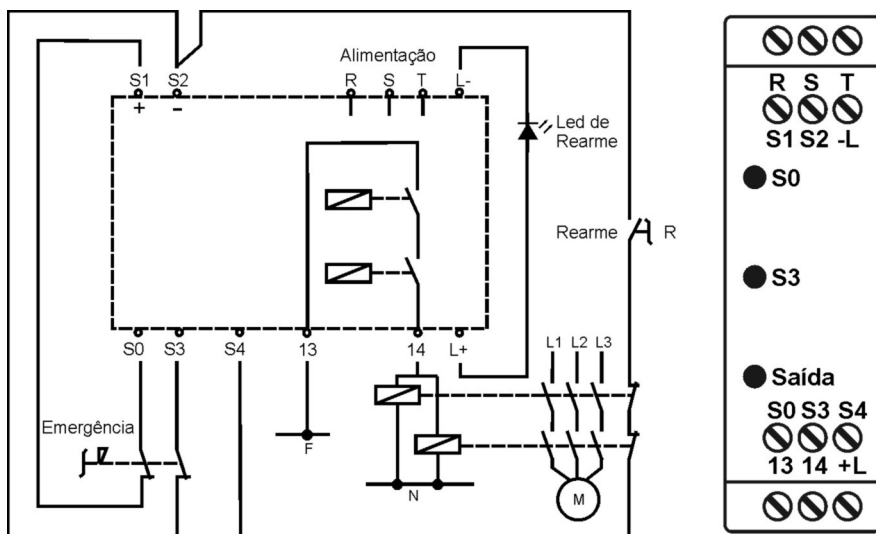 Alimentação
S1 S2 R S T L-
+ -
Led de
Rearme
Rearme R
S0 S3 S4 13 14 L+
L1 L2 L3
Emergência
F
N
M
R S T
S1 S2 -L
S0
S3
Saída
S0 S3 S4
13 14 +L